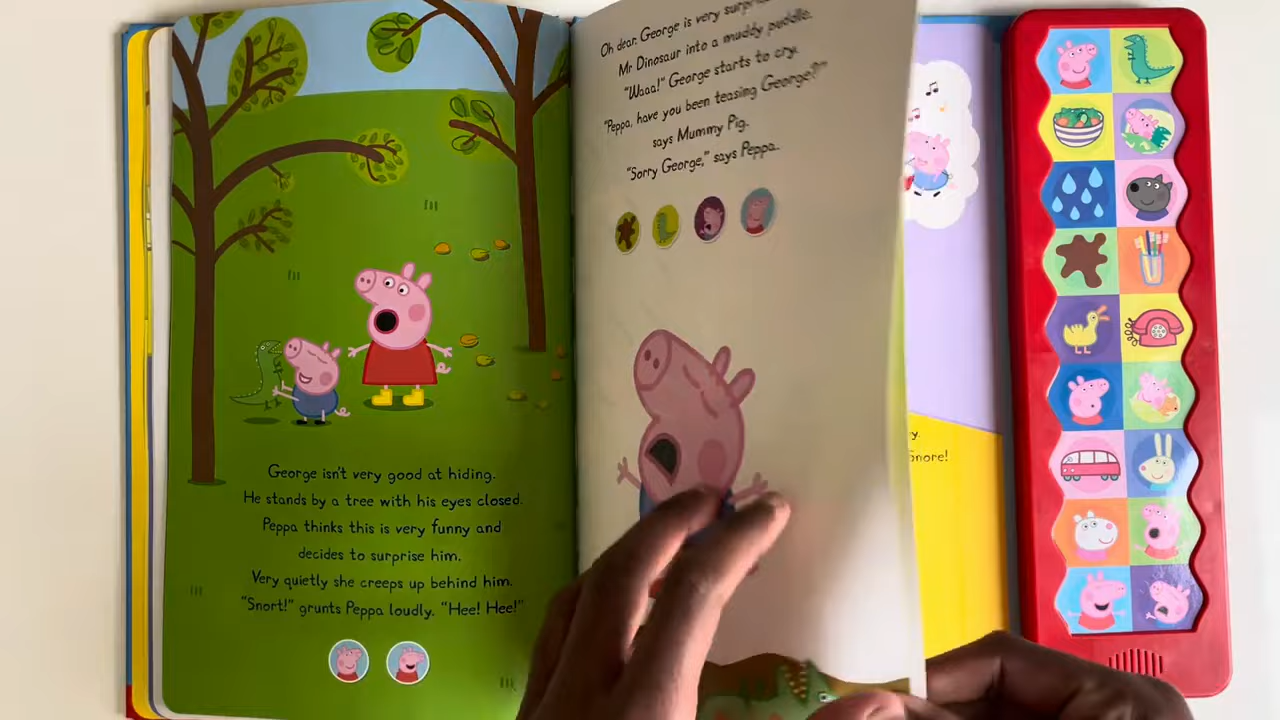 George isn't very good at hiding.
He stands by a tree with his eyes closed.
Peppa thinks this is very funny and
decides to surprise him.
Very quietly she creeps up behind him.
"Snort!" grunts Peppa loudly. "Hee! Hee!"
Oh dear. George is very
Mr Dinosaur into a muddy puddle.
"Waaa!" George starts to cry.
"Peppa, have you been teasing George?"
says Mummy Pig.
"Sorry George," says Peppa.
Snore!